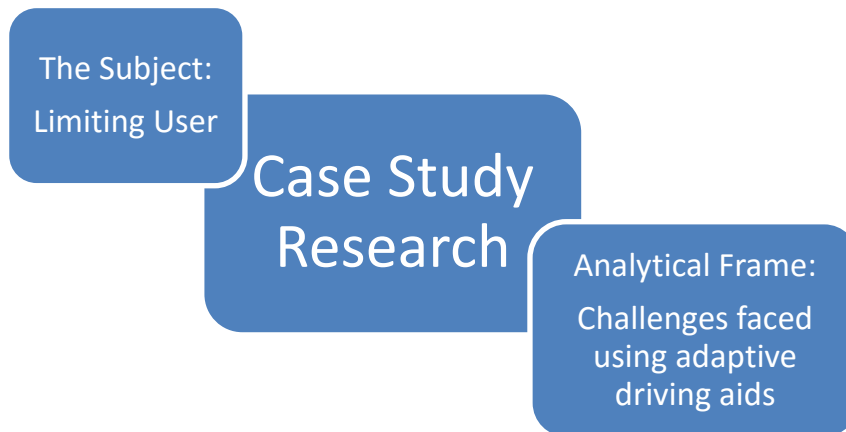 The Subject:
Limiting User
Case Study
Research
Analytical Frame:
Challenges faced
using adaptive
driving aids